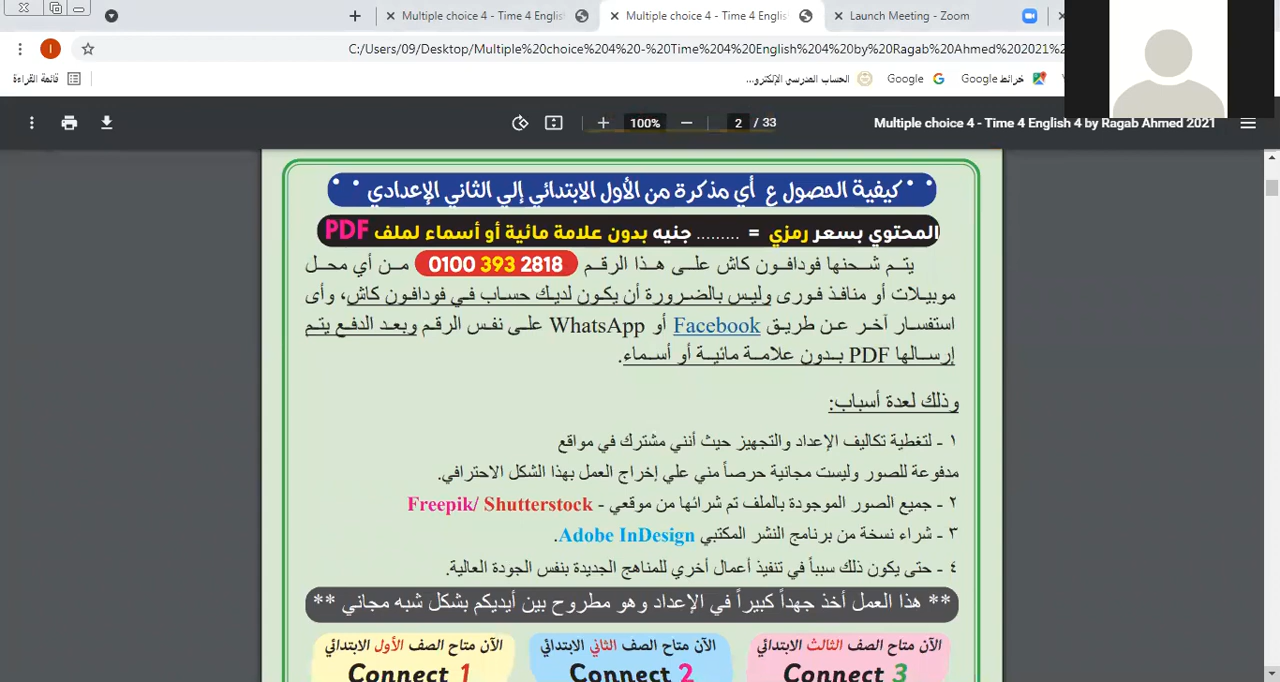 Multiple choice 4 - Time 4 Englis
Multiple choice 4 - Time 4 Englis
Launch Meeting - Zoom
C:/Users/09/Desktop/Multiple%20choice%204%20-%20Time%204%20English%204%20by%20Ragab%20Ahmed%202021
قائمة القراءة
الحساب المدرسي الإلكترو...
Google
خرائط Google
100%
2 / 33
Multiple choice 4 - Time 4 English 4 by Ragab Ahmed 2021
كيفية الحصول ع أي مذكرة من الأول الابتدائي إلي الثاني الإعدادي
المحتوي بسعر رمزي = ......... جنيه بدون علامة مائية أو أسماء لملف PDF
يتم شحنها فودافون كاش على هذا الرقم 0100 393 2818 من أي محل
موبيلات أو منافذ فورى وليس بالضرورة أن يكون لديك حساب في فودافون كاش، وأى
استفسار آخر عن طريق Facebook أو WhatsApp على نفس الرقم وبعد الدفع يتم
إرسالها PDF بدون علامة مائية أو أسماء.
وذلك لعدة أسباب:
١ - لتغطية تكاليف الإعداد والتجهيز حيث أنني مشترك في مواقع
مدفوعة للصور وليست مجانية حرصاً مني علي إخراج العمل بهذا الشكل الاحترافي.
٢ - جميع الصور الموجودة بالملف تم شرائها من موقعي - Freepik/ Shutterstock
٣ - شراء نسخة من برنامج النشر المكتبي Adobe InDesign.
٤ - حتى يكون ذلك سبباً في تنفيذ أعمال أخري للمناهج الجديدة بنفس الجودة العالية.
** هذا العمل أخذ جهداً كبيراً في الإعداد وهو مطروح بين أيديكم بشكل شبه مجاني **
الآن متاح الصف الثالث الابتدائي
Connect 3
الآن متاح الصف الثاني الابتدائي
Connect 2
الآن متاح الصف الأول الابتدائي
Connect 1